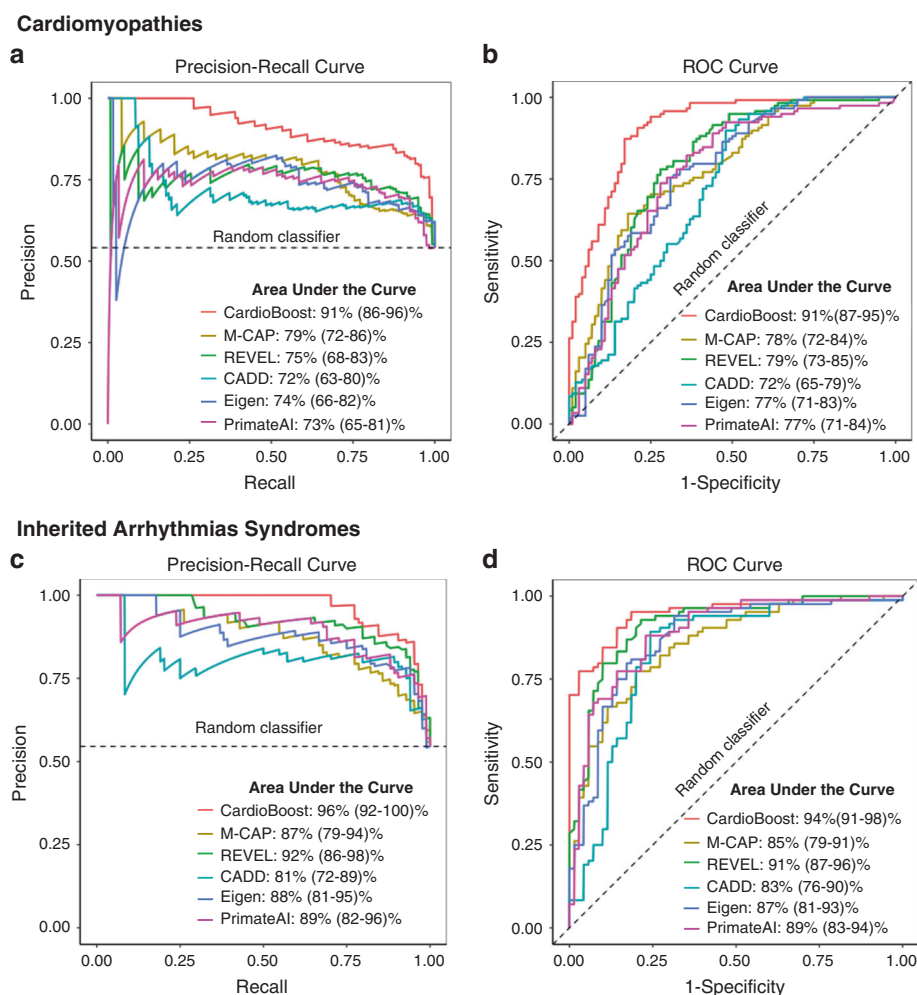 Cardiomyopathies
a
Precision-Recall Curve
1.00
0.75
0.50
0.25
0.00
Precision
Random classifier
Area Under the Curve
CardioBoost: 91% (86-96)%
M-CAP: 79% (72-86)%
REVEL: 75% (68-83)%
CADD: 72% (63-80)%
Eigen: 74% (66-82)%
PrimateAI: 73% (65-81)%
0.00 0.25 0.50 0.75 1.00
Recall
b
ROC Curve
1.00
0.75
0.50
0.25
0.00
Sensitivity
Random classifier
Area Under the Curve
CardioBoost: 91%(87-95)%
M-CAP: 78% (72-84)%
REVEL: 79% (73-85)%
CADD: 72% (65-79)%
Eigen: 77% (71-83)%
PrimateAI: 77% (71-84)%
0.00 0.25 0.50 0.75 1.00
1-Specificity
Inherited Arrhythmias Syndromes
c
Precision-Recall Curve
1.00
0.75
0.50
0.25
0.00
Precision
Random classifier
Area Under the Curve
CardioBoost: 96% (92-100)%
M-CAP: 87% (79-94)%
REVEL: 92% (86-98)%
CADD: 81% (72-89)%
Eigen: 88% (81-95)%
PrimateAI: 89% (82-96)%
0.00 0.25 0.50 0.75 1.00
Recall
d
ROC Curve
1.00
0.75
0.50
0.25
0.00
Sensitivity
Random classifier
Area Under the Curve
CardioBoost: 94%(91-98)%
M-CAP: 85% (79-91)%
REVEL: 91% (87-96)%
CADD: 83% (76-90)%
Eigen: 87% (81-93)%
PrimateAI: 89% (83-94)%
0.00 0.25 0.50 0.75 1.00
1-Specificity